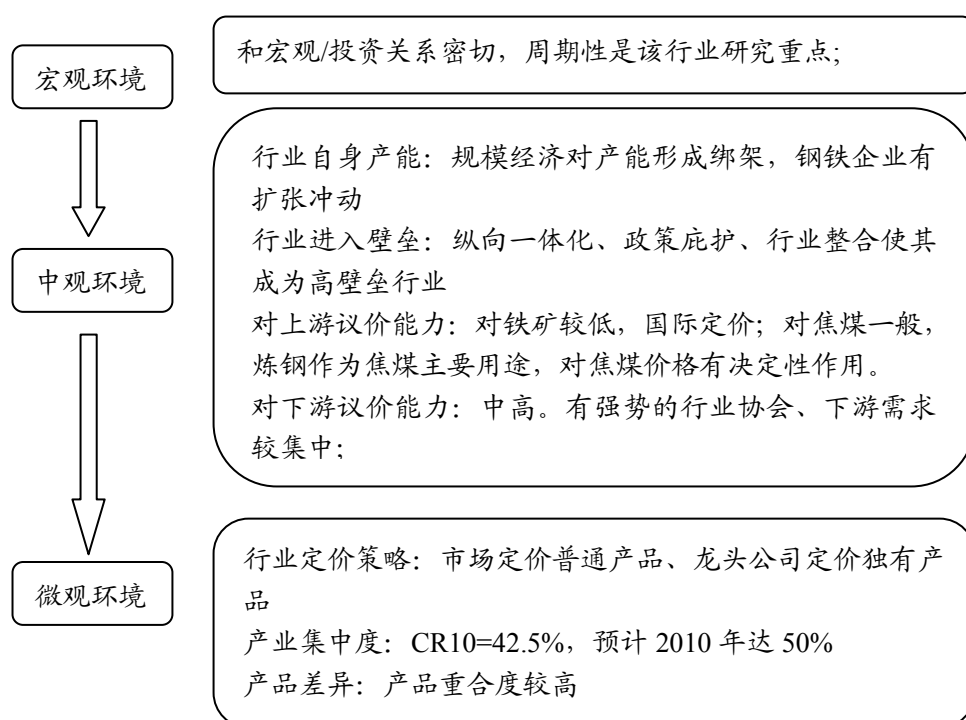 宏观环境
和宏观/投资关系密切，周期性是该行业研究重点;
中观环境
行业自身产能：规模经济对产能形成绑架，钢铁企业有
扩张冲动
行业进入壁垒：纵向一体化、政策庇护、行业整合使其
成为高壁垒行业
对上游议价能力：对铁矿较低，国际定价；对焦煤一般，
炼钢作为焦煤主要用途，对焦煤价格有决定性作用。
对下游议价能力：中高。有强势的行业协会、下游需求
较集中；
微观环境
行业定价策略：市场定价普通产品、龙头公司定价独有产
品
产业集中度：CR10=42.5%，预计 2010 年达 50%
产品差异：产品重合度较高